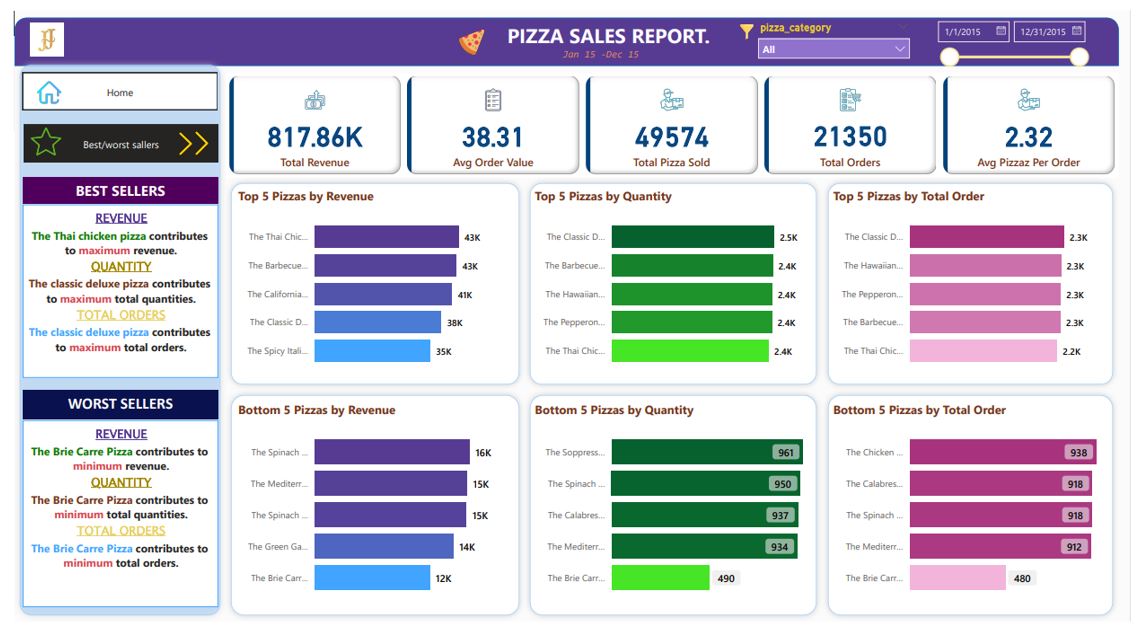 PIZZA SALES REPORT.
Jan 15 -Dec 15
pizza_category
All
1/1/2015
12/31/2015
Home
Best/worst sallers
BEST SELLERS
REVENUE
The Thai chicken pizza contributes
to maximum revenue.
QUANTITY
The classic deluxe pizza contributes
to maximum total quantities.
TOTAL ORDERS
The classic deluxe pizza contributes
to maximum total orders.
WORST SELLERS
REVENUE
The Brie Carre Pizza contributes to
minimum revenue.
QUANTITY
The Brie Carre Pizza contributes to
minimum total quantities.
TOTAL ORDERS
The Brie Carre Pizza contributes to
minimum total orders.
817.86K
Total Revenue
38.31
Avg Order Value
49574
Total Pizza Sold
21350
Total Orders
2.32
Avg Pizzaz Per Order
Top 5 Pizzas by Revenue
The Thai Chic... 43K
The Barbecue... 43K
The California... 41K
The Classic D... 38K
The Spicy Itali... 35K
Top 5 Pizzas by Quantity
The Classic D... 2.5K
The Barbecue... 2.4K
The Hawaiian... 2.4K
The Pepperon... 2.4K
The Thai Chic... 2.4K
Top 5 Pizzas by Total Order
The Classic D... 2.3K
The Hawaiian... 2.3K
The Pepperon... 2.3K
The Barbecue... 2.3K
The Thai Chic... 2.2K
Bottom 5 Pizzas by Revenue
The Spinach ... 16K
The Mediterr... 15K
The Spinach ... 15K
The Green Ga... 14K
The Brie Carr... 12K
Bottom 5 Pizzas by Quantity
The Soppress... 961
The Spinach ... 950
The Calabres... 937
The Mediterr... 934
The Brie Carr... 490
Bottom 5 Pizzas by Total Order
The Chicken ... 938
The Calabres... 918
The Spinach ... 918
The Mediterr... 912
The Brie Carr... 480